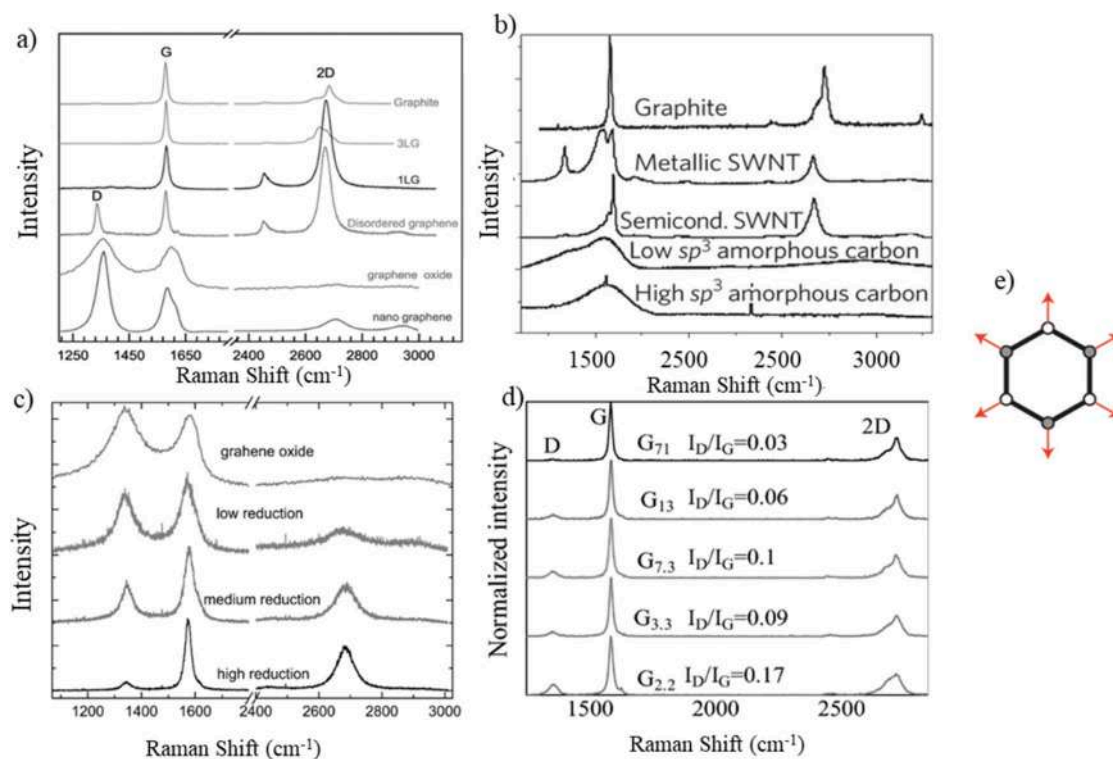 a)
G
2D
Graphite
3LG
1LG
D
Disordered graphene
graphene oxide
nano graphene
Intensity
1250 1450 1650 2400 2600 2800 3000
Raman Shift (cm-1)
b)
Graphite
Metallic SWNT
Semicond. SWNT
Low sp3 amorphous carbon
High sp3 amorphous carbon
Intensity
1500 2500 2500 3000
Raman Shift (cm-1)
c)
grahene oxide
low reduction
medium reduction
high reduction
Intensity
1200 1400 1600 2400 2600 2800 3000
Raman Shift (cm-1)
d)
G
D
2D
G71 ID/IG=0.03
G13 ID/IG=0.06
G7.3 ID/IG=0.1
G3.3 ID/IG=0.09
G2.2 ID/IG=0.17
Normalized intensity
1500 2000 2500
Raman Shift (cm-1)
e)